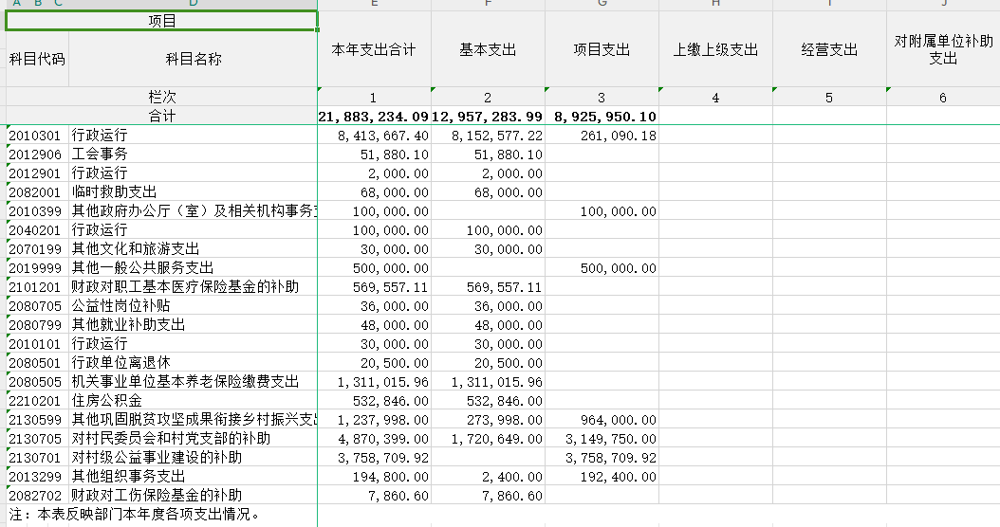 A B C D E F G H I J
项目
科目代码 科目名称 本年支出合计 基本支出 项目支出 上缴上级支出 经营支出 对附属单位补助
支出
栏次 1 2 3 4 5 6
合计 21,883,234.09 12,957,283.99 8,925,950.10
2010301 行政运行 8,413,667.40 8,152,577.22 261,090.18
2012906 工会事务 51,880.10 51,880.10
2012901 行政运行 2,000.00 2,000.00
2082001 临时救助支出 68,000.00 68,000.00
2010399 其他政府办公厅（室）及相关机构事务 100,000.00 100,000.00
2040201 行政运行 100,000.00 100,000.00
2070199 其他文化和旅游支出 30,000.00 30,000.00
2019999 其他一般公共服务支出 500,000.00 500,000.00
2101201 财政对职工基本医疗保险基金的补助 569,557.11 569,557.11
2080705 公益性岗位补贴 36,000.00 36,000.00
2080799 其他就业补助支出 48,000.00 48,000.00
2010101 行政运行 30,000.00 30,000.00
2080501 行政单位离退休 20,500.00 20,500.00
2080505 机关事业单位基本养老保险缴费支出 1,311,015.96 1,311,015.96
2210201 住房公积金 532,846.00 532,846.00
2130599 其他巩固脱贫攻坚成果衔接乡村振兴支 1,237,998.00 273,998.00 964,000.00
2130705 对村民委员会和村党支部的补助 4,870,399.00 1,720,649.00 3,149,750.00
2130701 对村级公益事业建设的补助 3,758,709.92 3,758,709.92
2013299 其他组织事务支出 194,800.00 2,400.00 192,400.00
2082702 财政对工伤保险基金的补助 7,860.60 7,860.60
注：本表反映部门本年度各项支出情况。